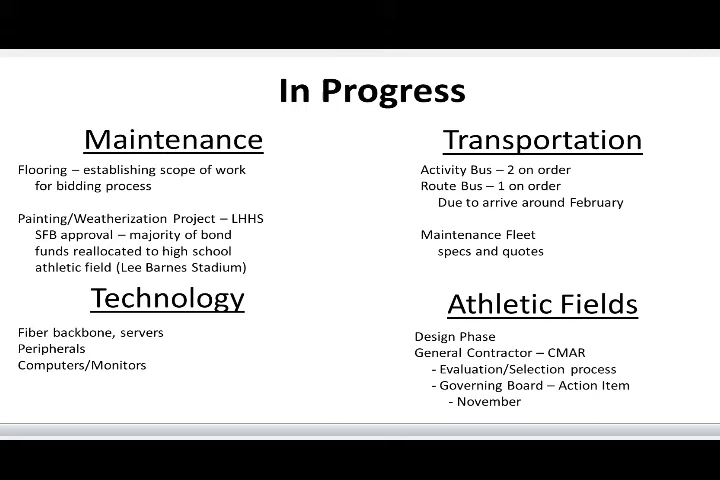 In Progress
Maintenance
Flooring – establishing scope of work
for bidding process
Painting/Weatherization Project – LHHS
SFB approval – majority of bond
funds reallocated to high school
athletic field (Lee Barnes Stadium)
Technology
Fiber backbone, servers
Peripherals
Computers/Monitors
Transportation
Activity Bus – 2 on order
Route Bus – 1 on order
Due to arrive around February
Maintenance Fleet
specs and quotes
Athletic Fields
Design Phase
General Contractor – CMAR
- Evaluation/Selection process
- Governing Board – Action Item
- November